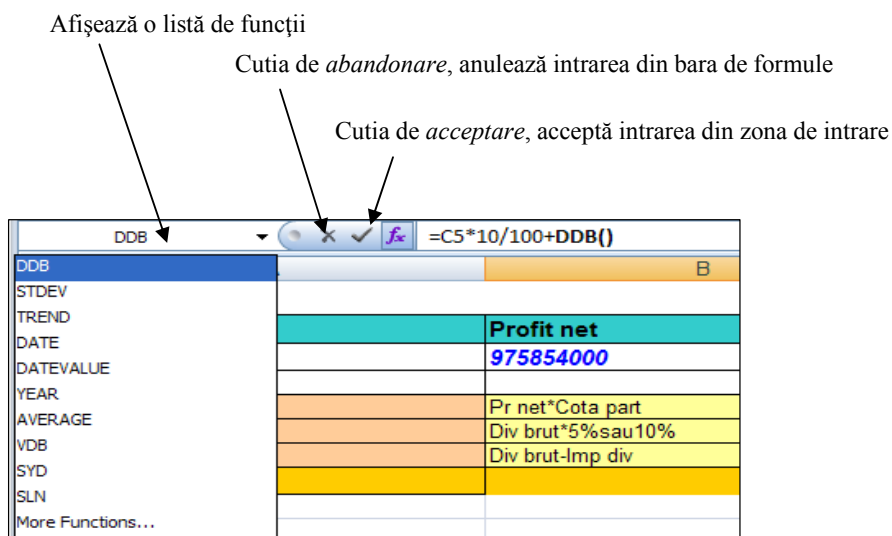 Afişează o listă de funcţii
Cutia de abandonare, anulează intrarea din bara de formule
Cutia de acceptare, acceptă intrarea din zona de intrare
DDB fx =C5*10/100+DDB()
DDB
B
STDEV
TREND
Profit net
DATE
975854000
DATEVALUE
YEAR
Pr net*Cota part
AVERAGE
Div brut*5%sau10%
VDB
Div brut-Imp div
SYD
SLN
More Functions...